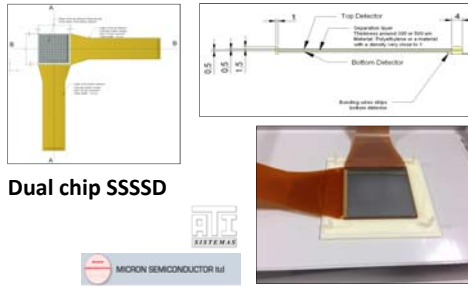 A
B
B
A
1
4
Top Detector
Separation layer
Thickness around 300 or 500 um
Material: Polyethylene or a material
with a density very close to 1
Bottom Detector
0.5
0.5
1.5
Bonding wires strips
bottom detector
Dual chip SSSSD
ATI
SISTEMAS
MICRON SEMICONDUCTOR ltd